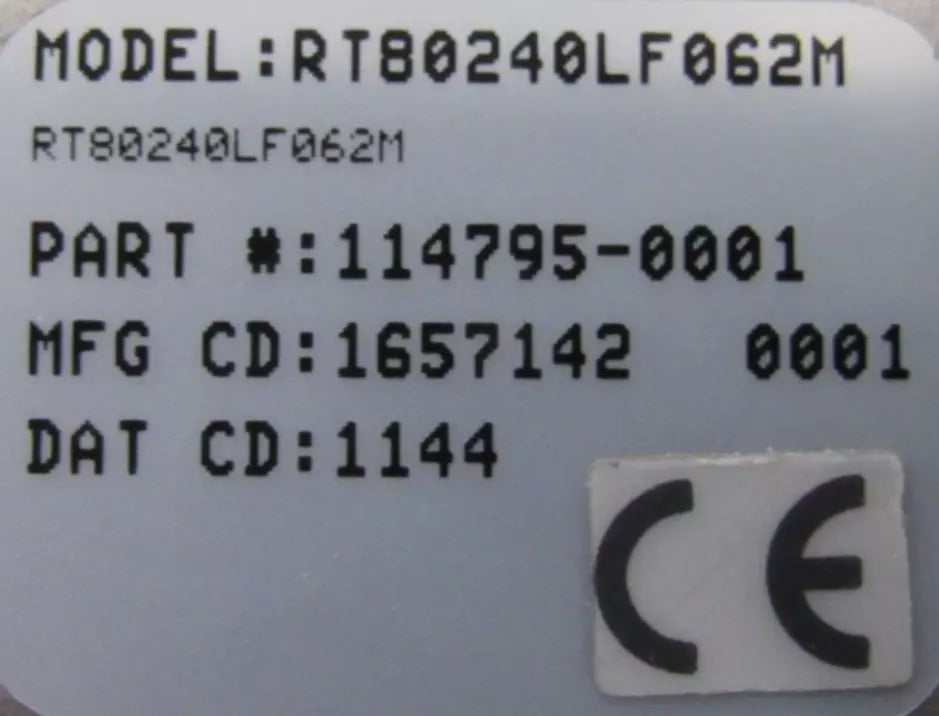 MODEL:RT80240LF062M
RT80240LF062M
PART #:114795-0001
MFG CD:1657142 0001
DAT CD:1144
CE